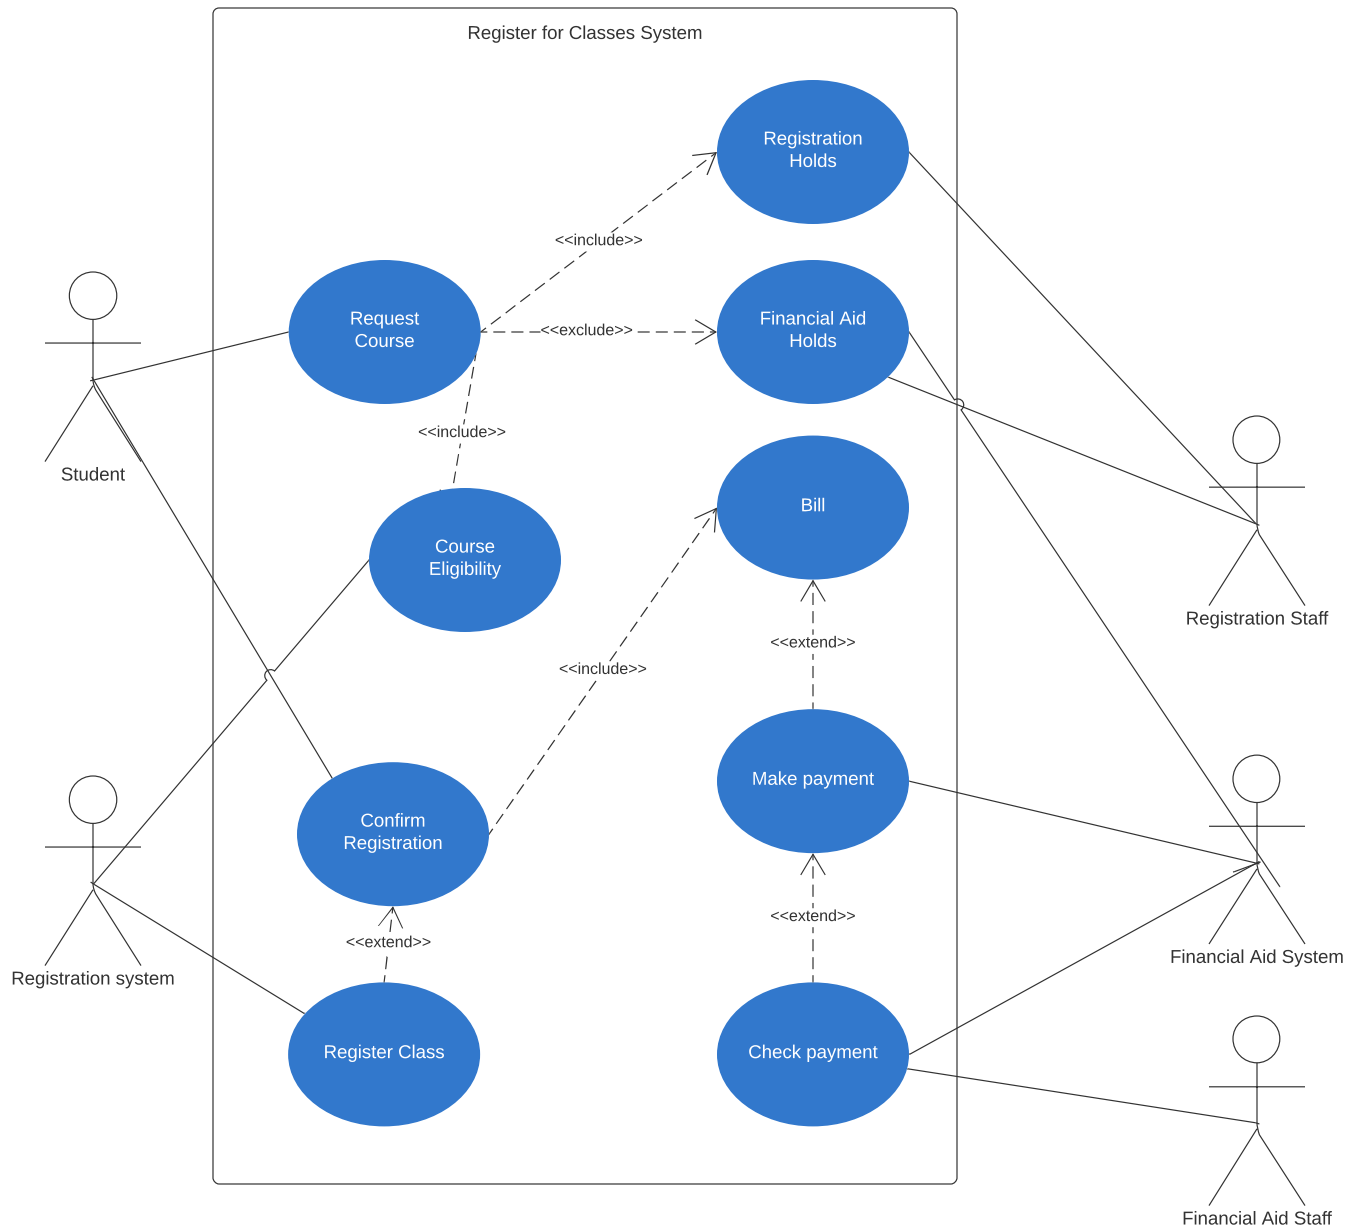 Register for Classes System
Registration
Holds
<<include>>
Request
Course
<<exclude>>
Financial Aid
Holds
<<include>>
Student
Bill
Course
Eligibility
Registration Staff
<<extend>>
<<include>>
Make payment
Confirm
Registration
<<extend>>
<<extend>>
Financial Aid System
Registration system
Register Class
Check payment
Financial Aid Staff